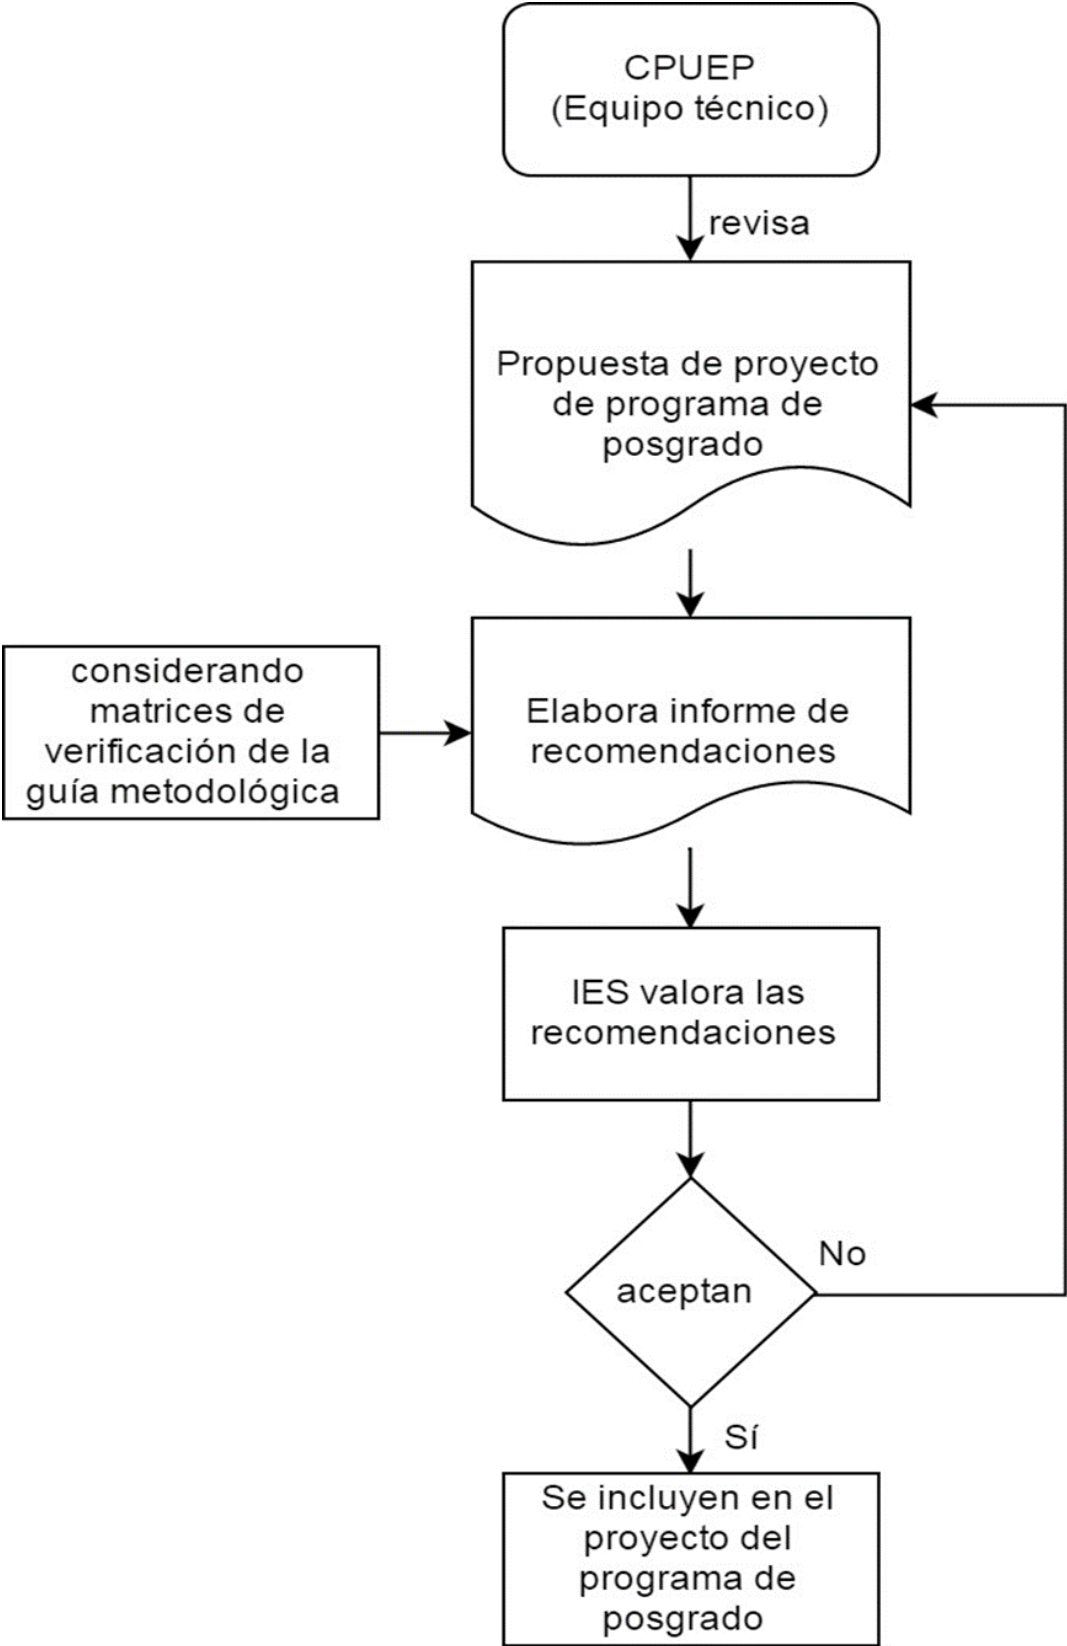 CPUEP
(Equipo técnico)
revisa
Propuesta de proyecto
de programa de
posgrado
considerando
matrices de
verificación de la
guía metodológica
Elabora informe de
recomendaciones
IES valora las
recomendaciones
aceptan
No
Sí
Se incluyen en el
proyecto del
programa de
posgrado